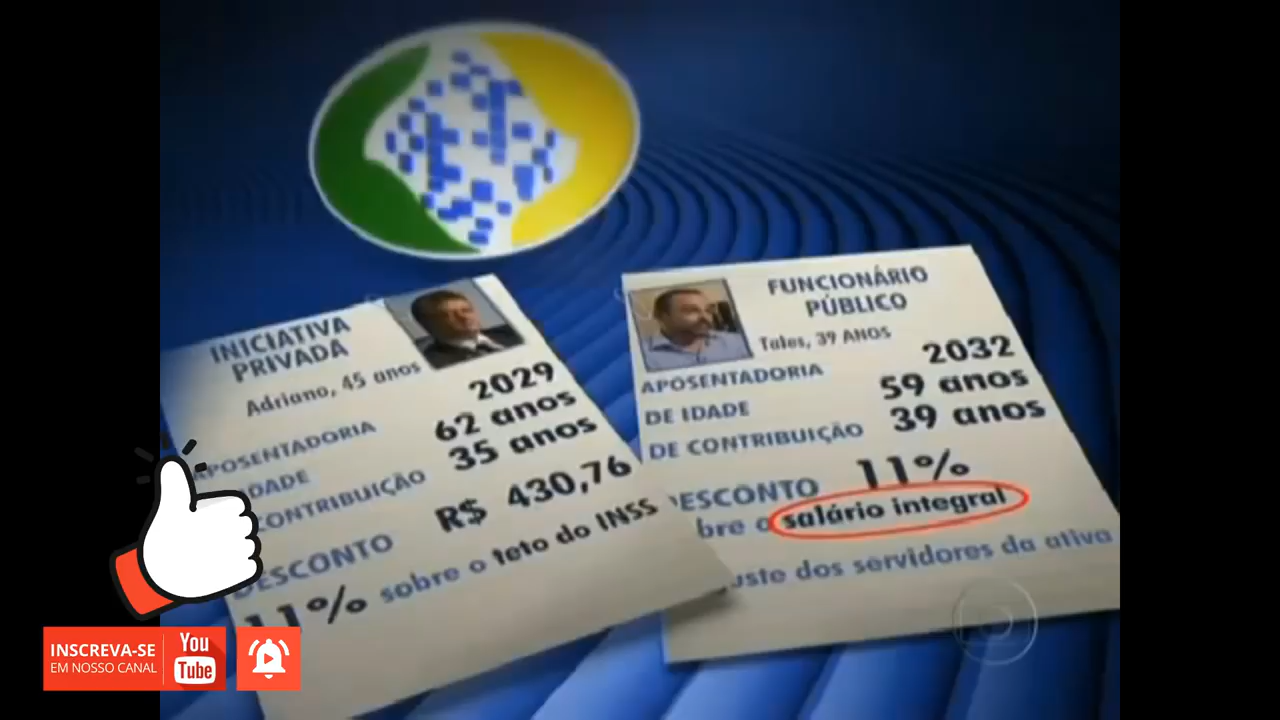 INICIATIVA
PRIVADA
Adriano, 45 anos
APOSENTADORIA 2029
IDADE 62 anos
CONTRIBUIÇÃO 35 anos
DESCONTO R$ 430,76
11% sobre o teto do INSS
FUNCIONÁRIO
PÚBLICO
Tales, 39 ANOS
APOSENTADORIA 2032
DE IDADE 59 anos
DE CONTRIBUIÇÃO 39 anos
DESCONTO 11%
bre o salário integral
uste dos servidores da ativa
INSCREVA-SE
EM NOSSO CANAL
You
Tube